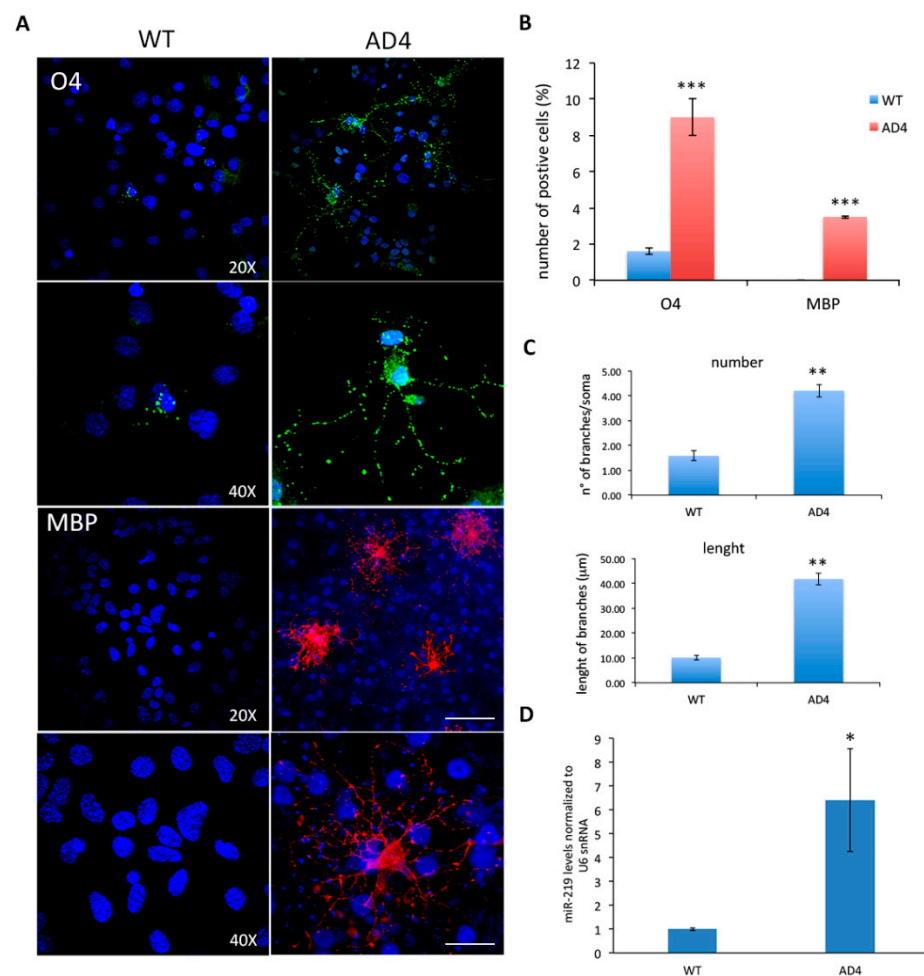 A
WT
AD4
O4
20X
40X
MBP
20X
40X
B
number of postive cells (%)
12
10
8
6
4
2
0
***
***
WT
AD4
O4
MBP
C
number
n° of branches/soma
5.00
4.00
3.00
2.00
1.00
0.00
**
WT
AD4
lenght
lenght of branches (μm)
50.00
40.00
30.00
20.00
10.00
0.00
**
WT
AD4
D
miR-219 levels normalized to
U6 snRNA
9
8
7
6
5
4
3
2
1
0
*
WT
AD4